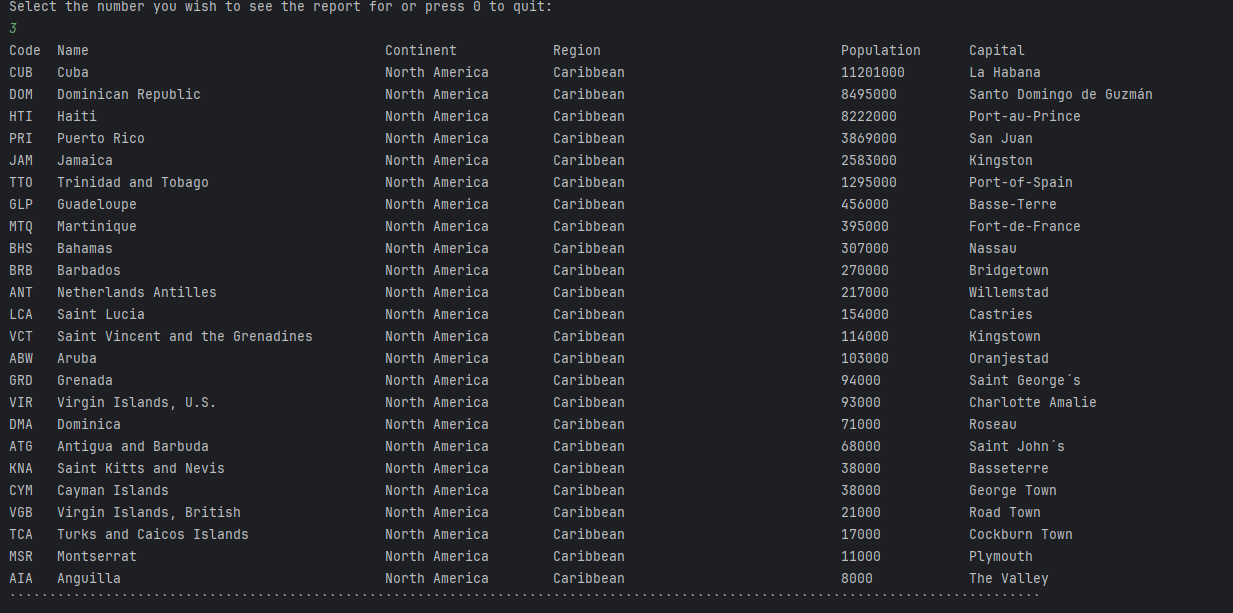 Select the number you wish to see the report for or press 0 to quit:
3
Code Name Continent Region Population Capital
CUB Cuba North America Caribbean 11201000 La Habana
DOM Dominican Republic North America Caribbean 8495000 Santo Domingo de Guzmán
HTI Haiti North America Caribbean 8222000 Port-au-Prince
PRI Puerto Rico North America Caribbean 3869000 San Juan
JAM Jamaica North America Caribbean 2583000 Kingston
TTO Trinidad and Tobago North America Caribbean 1295000 Port-of-Spain
GLP Guadeloupe North America Caribbean 456000 Basse-Terre
MTQ Martinique North America Caribbean 395000 Fort-de-France
BHS Bahamas North America Caribbean 307000 Nassau
BRB Barbados North America Caribbean 270000 Bridgetown
ANT Netherlands Antilles North America Caribbean 217000 Willemstad
LCA Saint Lucia North America Caribbean 154000 Castries
VCT Saint Vincent and the Grenadines North America Caribbean 114000 Kingstown
ABW Aruba North America Caribbean 103000 Oranjestad
GRD Grenada North America Caribbean 94000 Saint George´s
VIR Virgin Islands, U.S. North America Caribbean 93000 Charlotte Amalie
DMA Dominica North America Caribbean 71000 Roseau
ATG Antigua and Barbuda North America Caribbean 68000 Saint John´s
KNA Saint Kitts and Nevis North America Caribbean 38000 Basseterre
CYM Cayman Islands North America Caribbean 38000 George Town
VGB Virgin Islands, British North America Caribbean 21000 Road Town
TCA Turks and Caicos Islands North America Caribbean 17000 Cockburn Town
MSR Montserrat North America Caribbean 11000 Plymouth
AIA Anguilla North America Caribbean 8000 The Valley